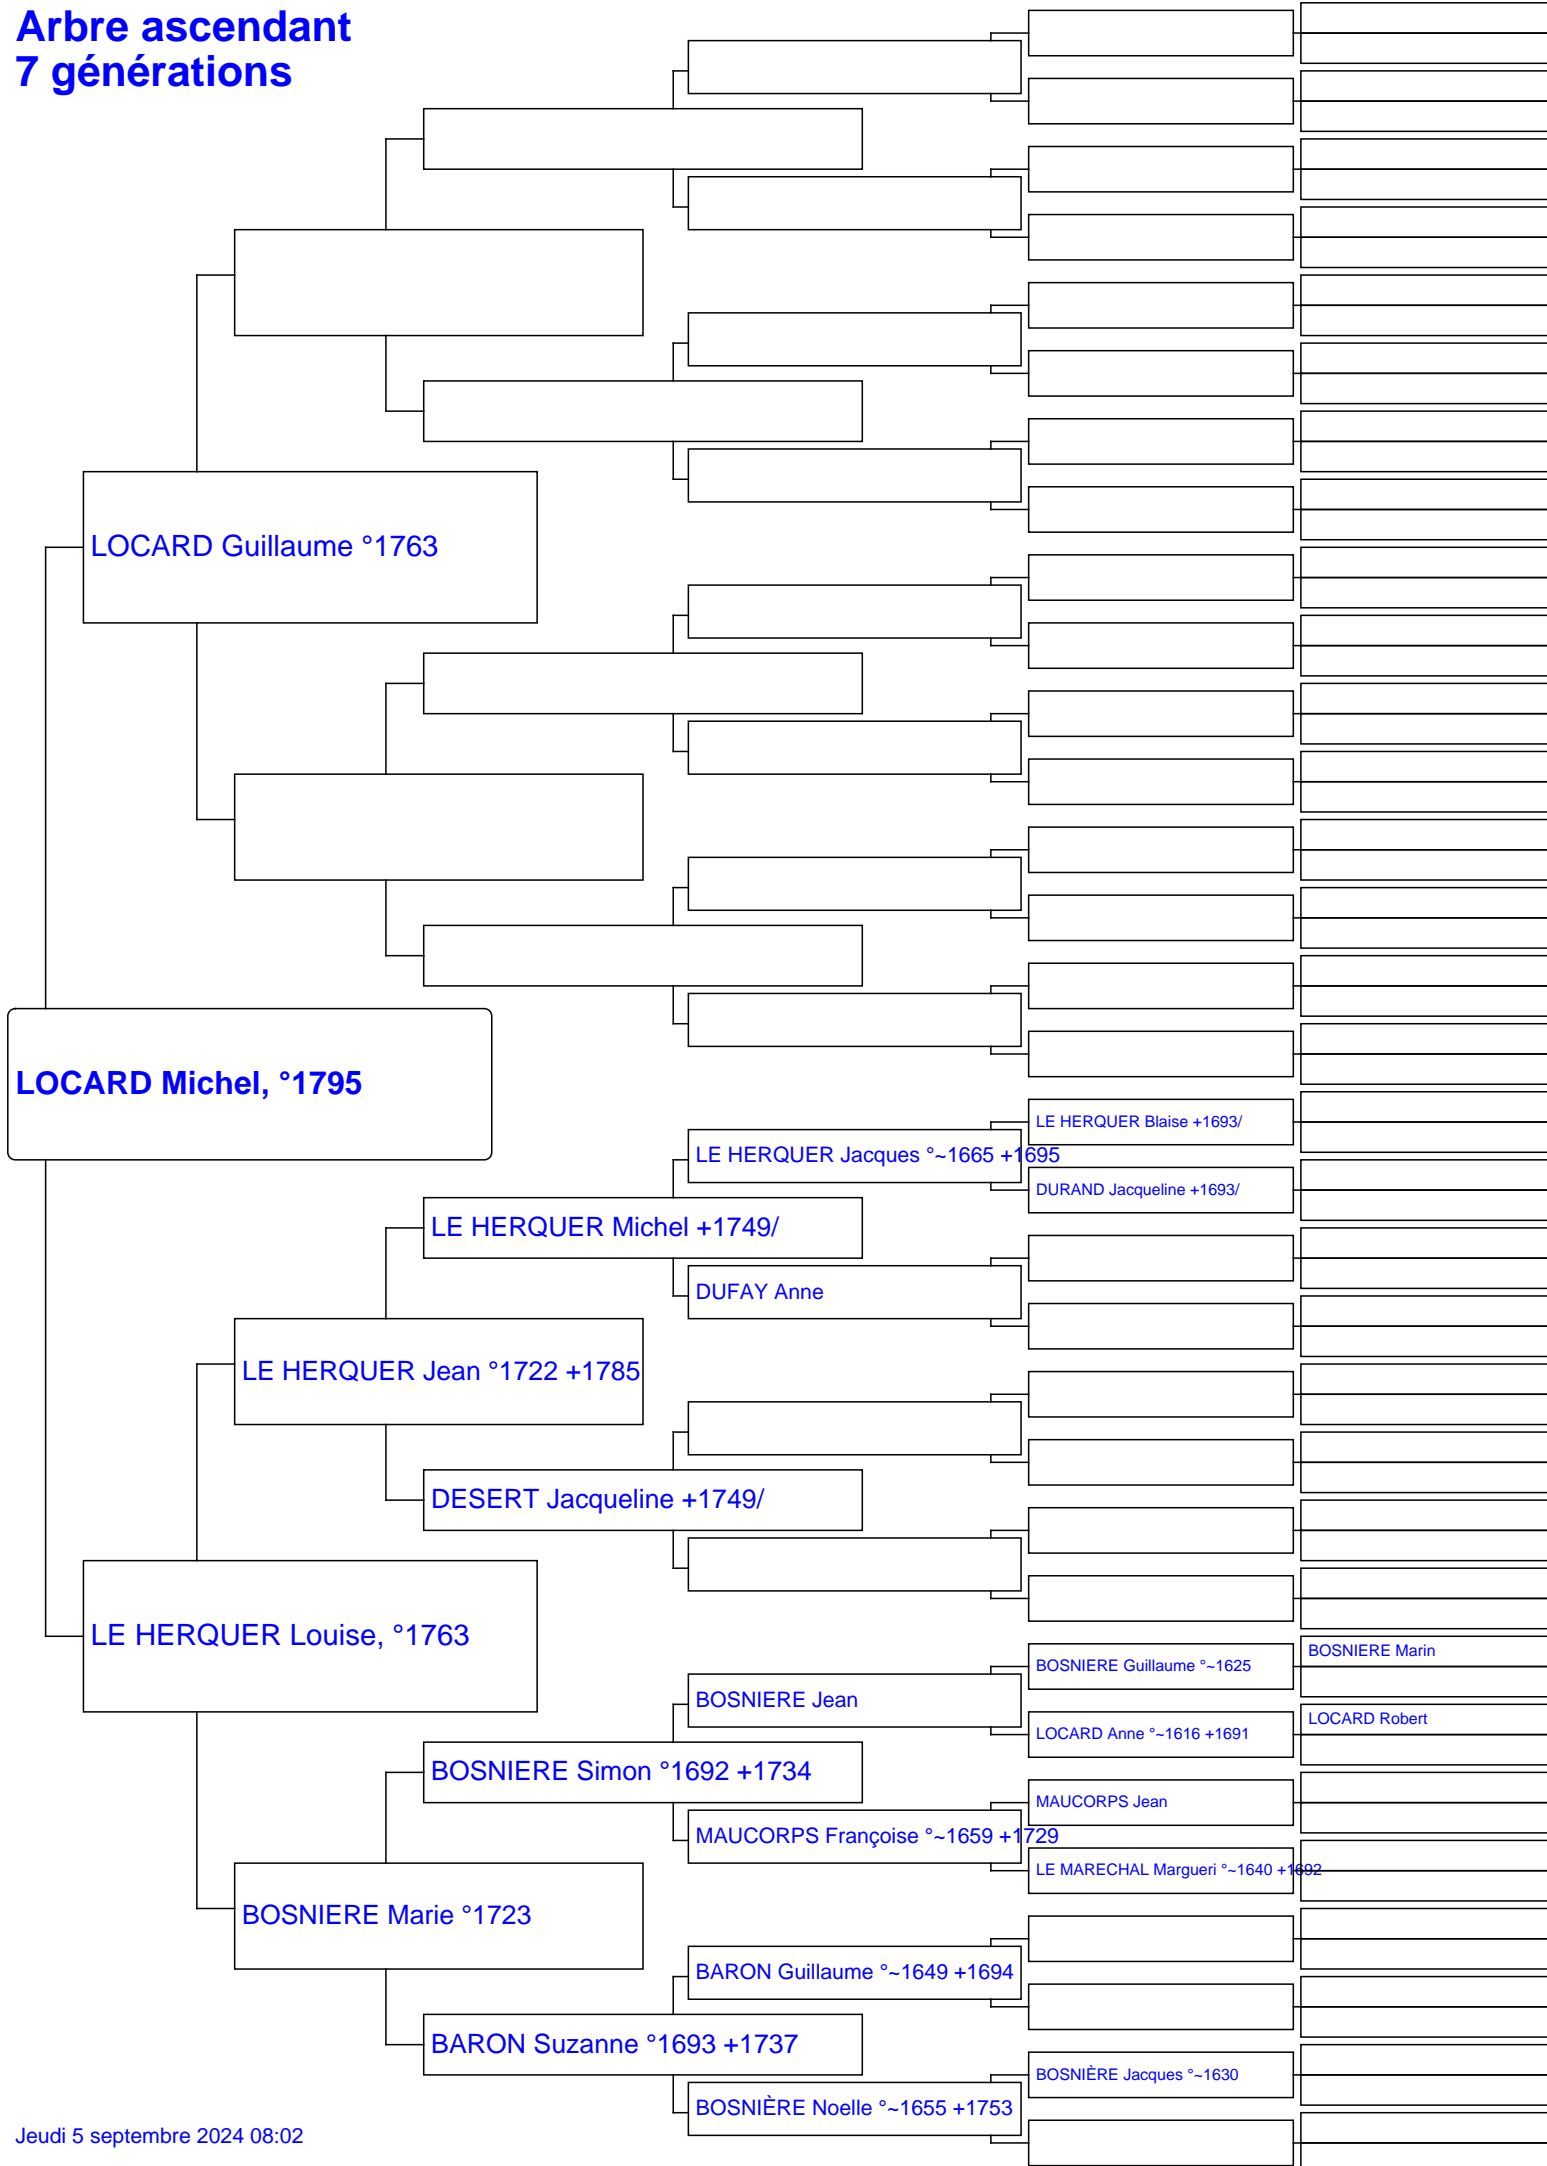 Arbre ascendant
7 générations
LOCARD Guillaume °1763
LOCARD Michel, °1795
LE HERQUER Blaise +1693/
LE HERQUER Jacques °~1665 +1695
DURAND Jacqueline +1693/
LE HERQUER Michel +1749/
DUFAY Anne
LE HERQUER Jean °1722 +1785
DESERT Jacqueline +1749/
LE HERQUER Louise, °1763
BOSNIERE Marin
BOSNIERE Guillaume °~1625
BOSNIERE Jean
LOCARD Robert
LOCARD Anne °~1616 +1691
BOSNIERE Simon °1692 +1734
MAUCORPS Jean
MAUCORPS Françoise °~1659 +1729
LE MARECHAL Margueri °~1640 +1692
BOSNIERE Marie °1723
BARON Guillaume °~1649 +1694
BARON Suzanne °1693 +1737
BOSNIÈRE Jacques °~1630
BOSNIÈRE Noelle °~1655 +1753
Jeudi 5 septembre 2024 08:02